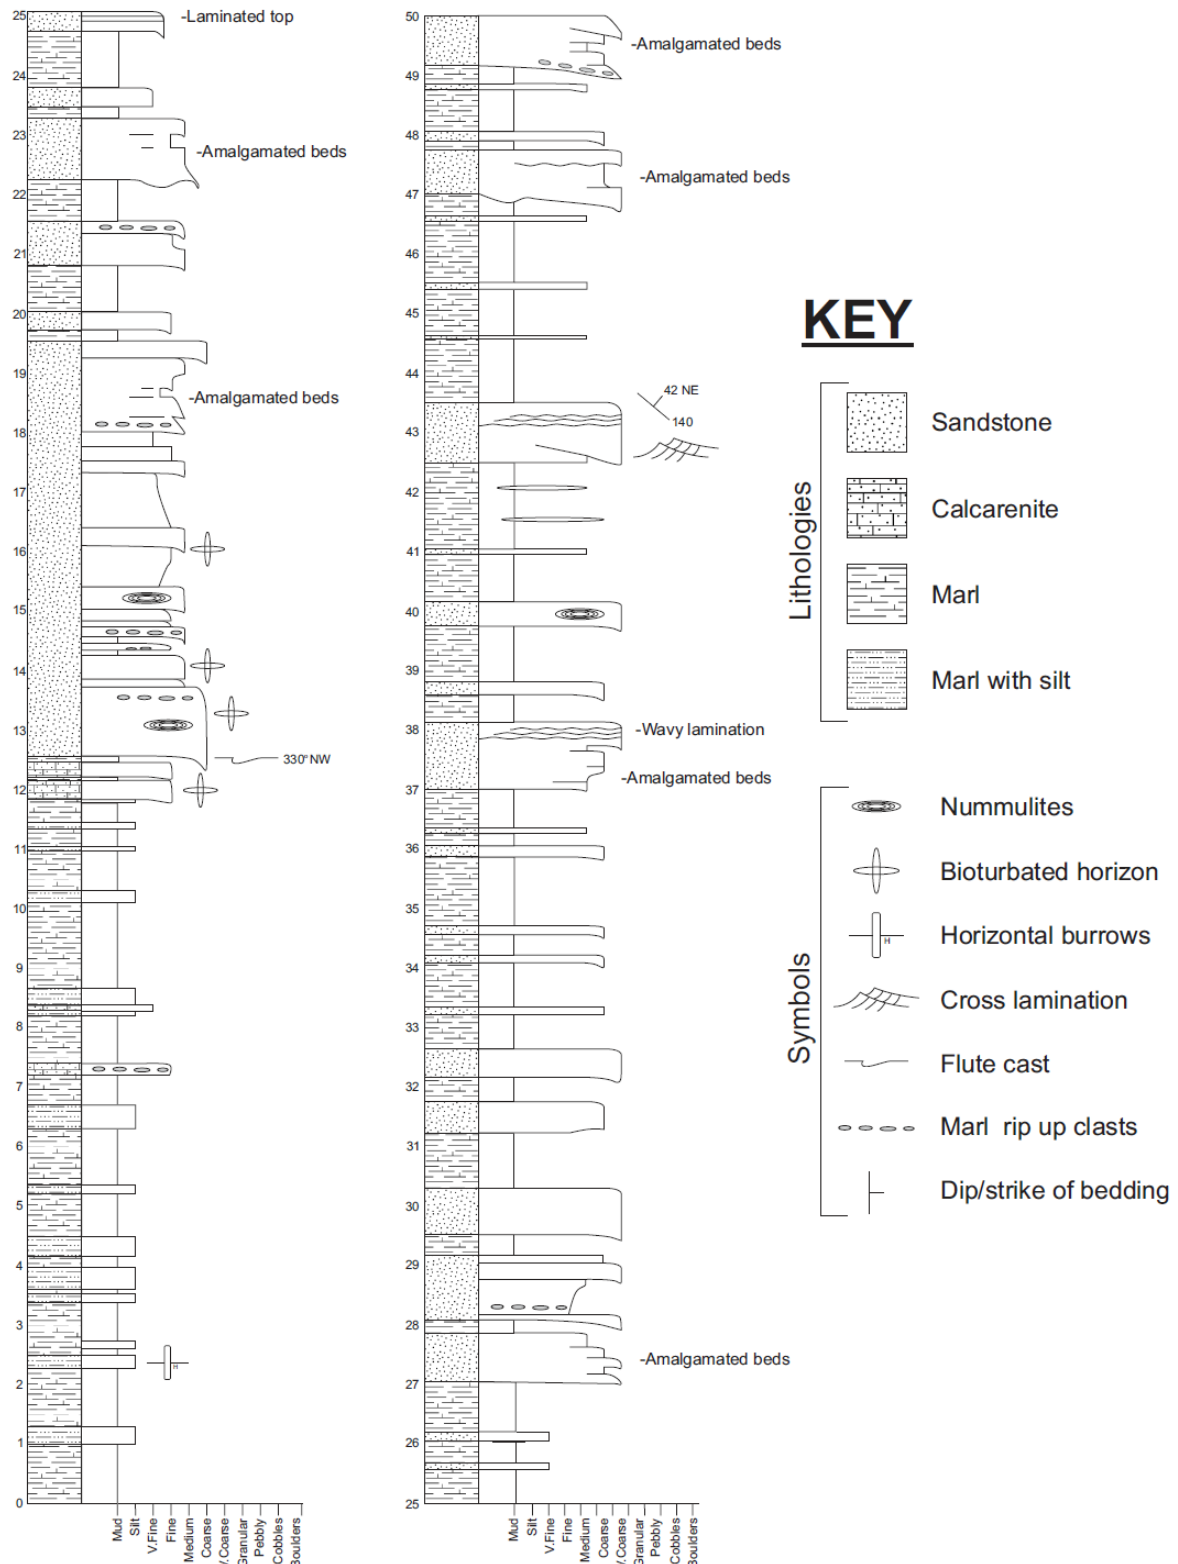 25
-Laminated top
24
23
-Amalgamated beds
22
21
20
19
-Amalgamated beds
18
17
16
15
14
13
330° NW
12
11
10
9
8
7
6
5
4
3
H
2
1
0
Mud
Silt
V.Fine
Fine
Medium
Coarse
V.Coarse
Granular
Pebbly
Cobbles
Boulders
50
-Amalgamated beds
49
48
-Amalgamated beds
47
46
45
44
42 NE
140
43
42
41
40
39
38
-Wavy lamination
-Amalgamated beds
37
36
35
34
33
32
31
30
29
28
-Amalgamated beds
27
26
25
Mud
Silt
V.Fine
Fine
Medium
Coarse
V.Coarse
Granular
Pebbly
Cobbles
Boulders
KEY
Lithologies
Sandstone
Calcarenite
Marl
Marl with silt
Symbols
Nummulites
Bioturbated horizon
H
Horizontal burrows
Cross lamination
Flute cast
Marl rip up clasts
Dip/strike of bedding